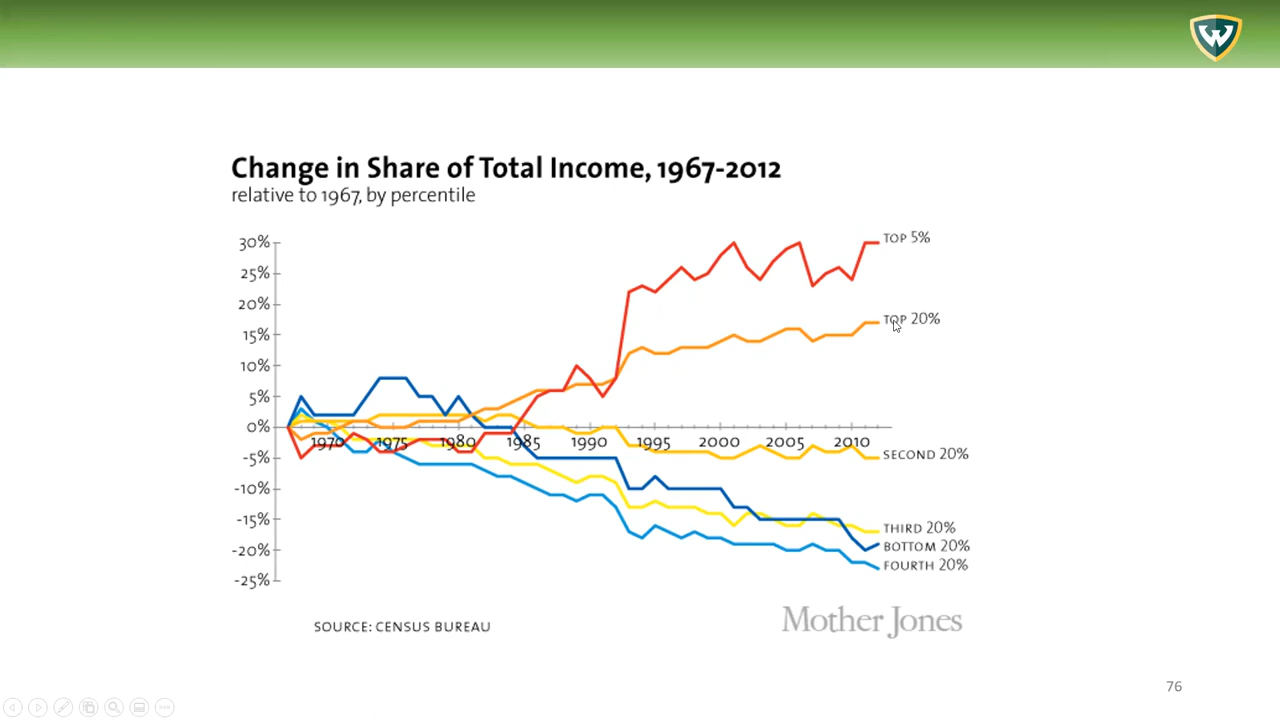 W
Change in Share of Total Income, 1967-2012
relative to 1967, by percentile
30%
25%
20%
15%
10%
5%
0%
-5%
-10%
-15%
-20%
-25%
1970 1975 1980 1985 1990 1995 2000 2005 2010
TOP 5%
TOP 20%
SECOND 20%
THIRD 20%
BOTTOM 20%
FOURTH 20%
SOURCE: CENSUS BUREAU
Mother Jones
76